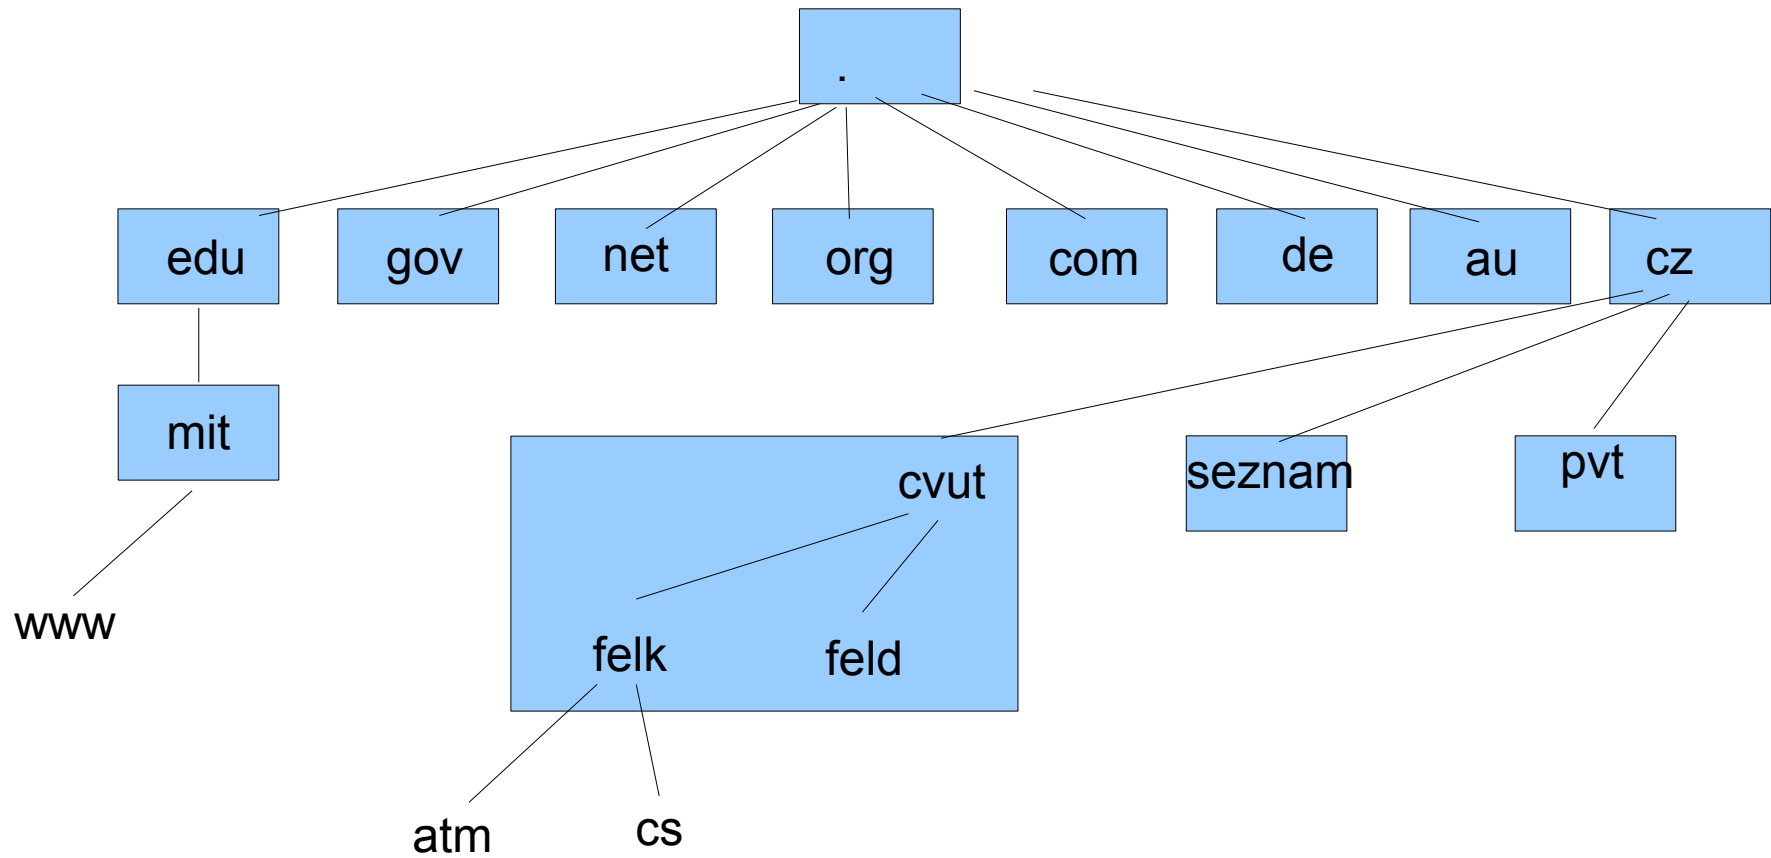 .
edu gov net org com de au cz
mit
cvut seznam pvt
www
felk feld
atm cs